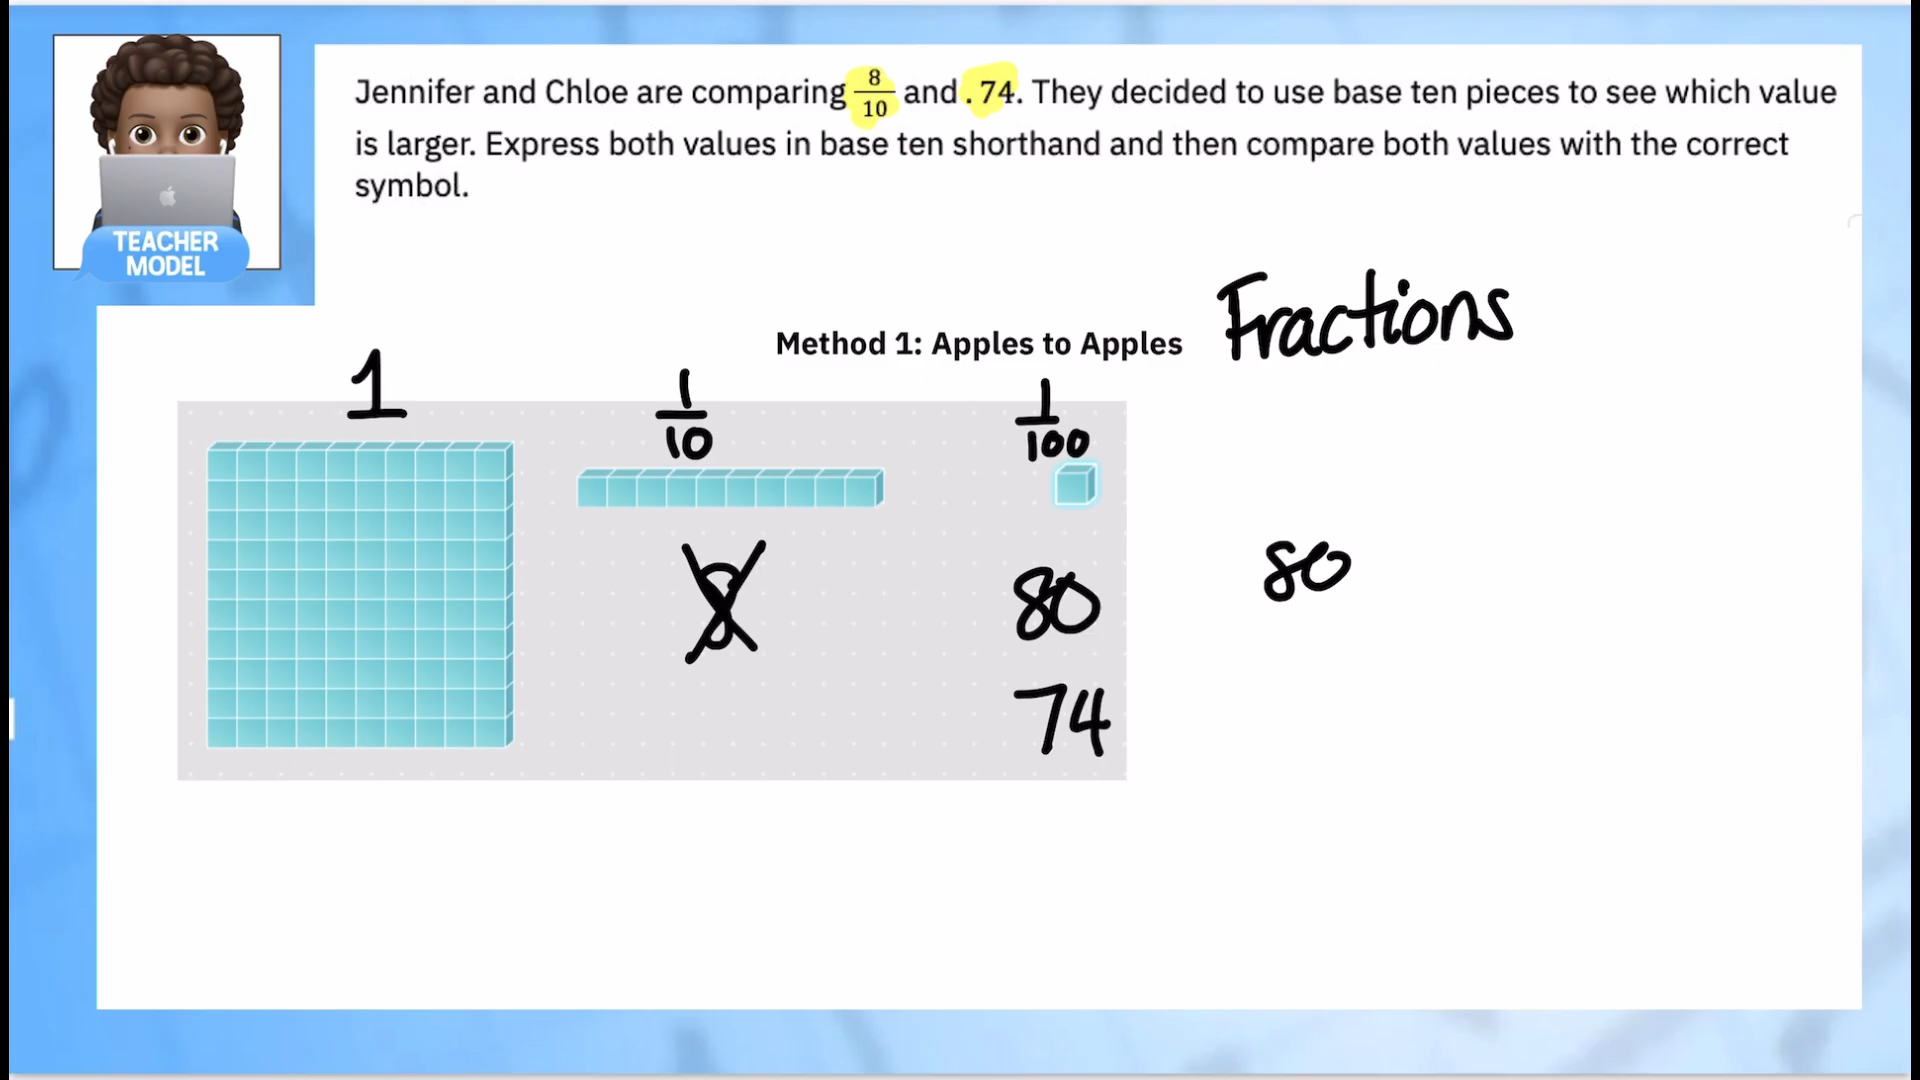 Jennifer and Chloe are comparing 8/10 and .74. They decided to use base ten pieces to see which value
is larger. Express both values in base ten shorthand and then compare both values with the correct
symbol.
TEACHER
MODEL
Method 1: Apples to Apples Fractions
1 1/10 1/100
8 80 80
74